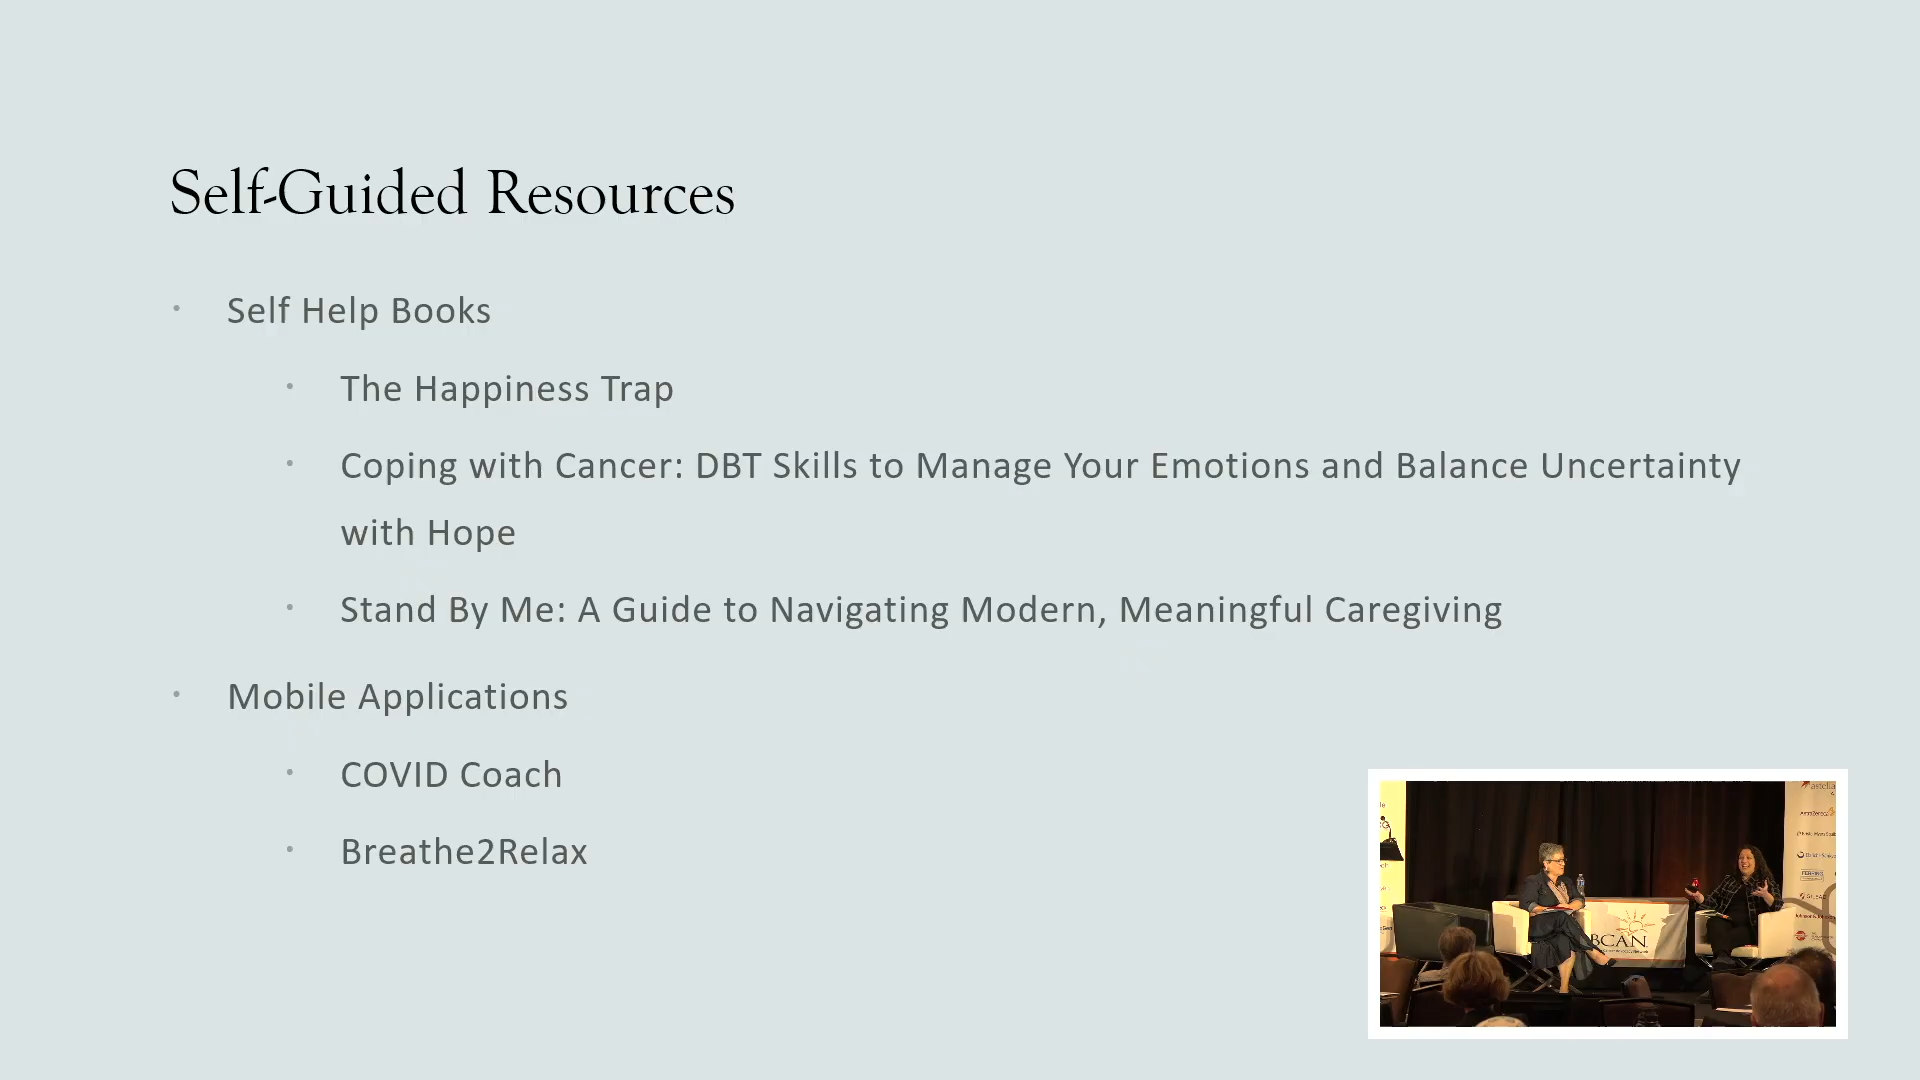 Self-Guided Resources
Self Help Books
The Happiness Trap
Coping with Cancer: DBT Skills to Manage Your Emotions and Balance Uncertainty
with Hope
Stand By Me: A Guide to Navigating Modern, Meaningful Caregiving
Mobile Applications
COVID Coach
Breathe2Relax
BCAN